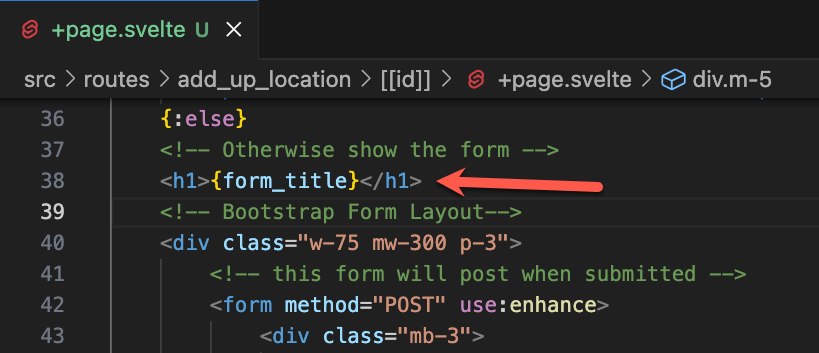 +page.svelte U
src > routes > add_up_location > [[id]] > +page.svelte > div.m-5
36 {:else}
37 <!-- Otherwise show the form -->
38 <h1>{form_title}</h1>
39 <!-- Bootstrap Form Layout-->
40 <div class="w-75 mw-300 p-3">
41 <!-- this form will post when submitted -->
42 <form method="POST" use:enhance>
43 <div class="mb-3">